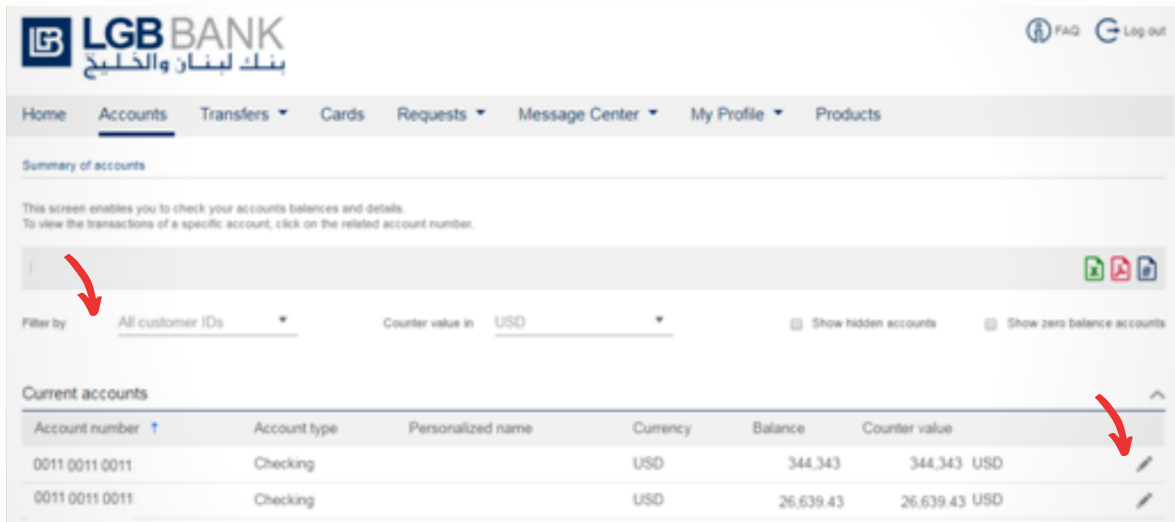 LGB BANK
بنك لبنان والخليج
FAQ Log out
Home Accounts Transfers Cards Requests Message Center My Profile Products
Summary of accounts
This screen enables you to check your accounts balances and details.
To view the transactions of a specific account, click on the related account number.
Filter by All customer IDs Counter value in USD Show hidden accounts Show zero balance accounts
Current accounts
Account number Account type Personalized name Currency Balance Counter value
0011 0011 0011 Checking USD 344,343 344,343 USD
0011 0011 0011 Checking USD 26,639.43 26,639.43 USD